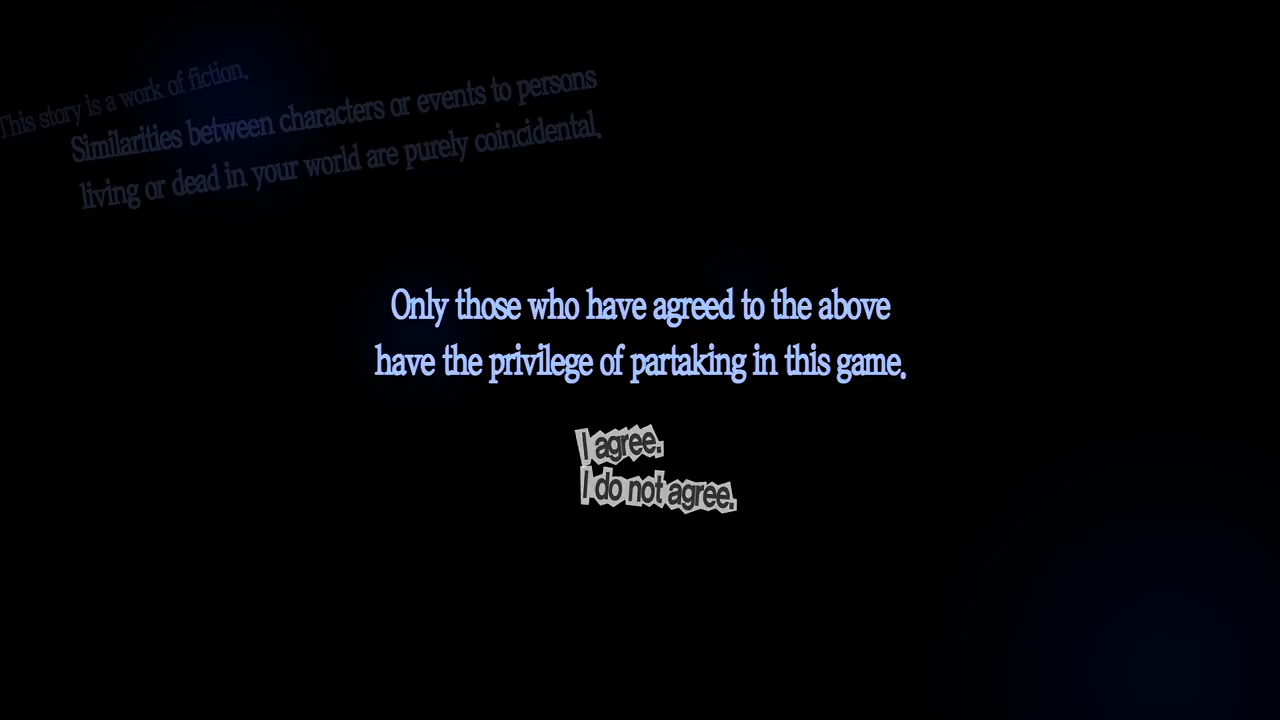 This story is a work of fiction.
Similarities between characters or events to persons
living or dead in your world are purely coincidental.
Only those who have agreed to the above
have the privilege of partaking in this game.
I agree.
I do not agree.